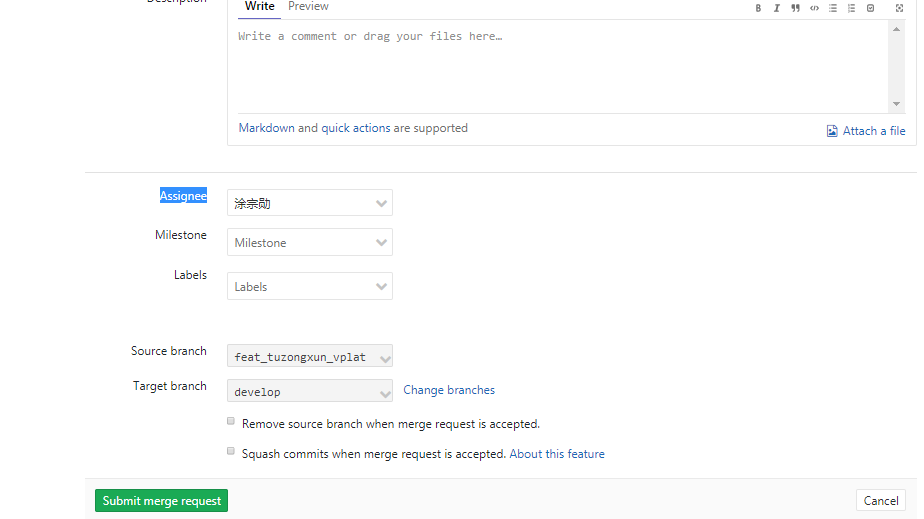 Description
Write Preview
Write a comment or drag your files here…
Markdown and quick actions are supported
Attach a file
Assignee 涂宗勋
Milestone Milestone
Labels Labels
Source branch feat_tuzongxun_vplat
Target branch develop Change branches
Remove source branch when merge request is accepted.
Squash commits when merge request is accepted. About this feature
Submit merge request Cancel